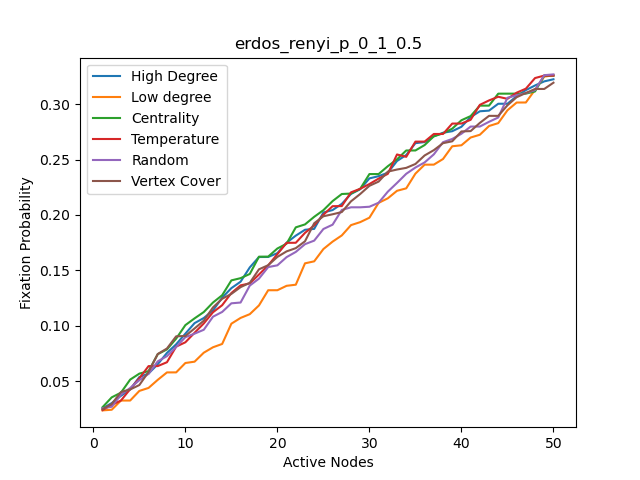 erdos_renyi_p_0_1_0.5
High Degree
Low degree
Centrality
Temperature
Random
Vertex Cover
Fixation Probability
0.30
0.25
0.20
0.15
0.10
0.05
0 10 20 30 40 50
Active Nodes